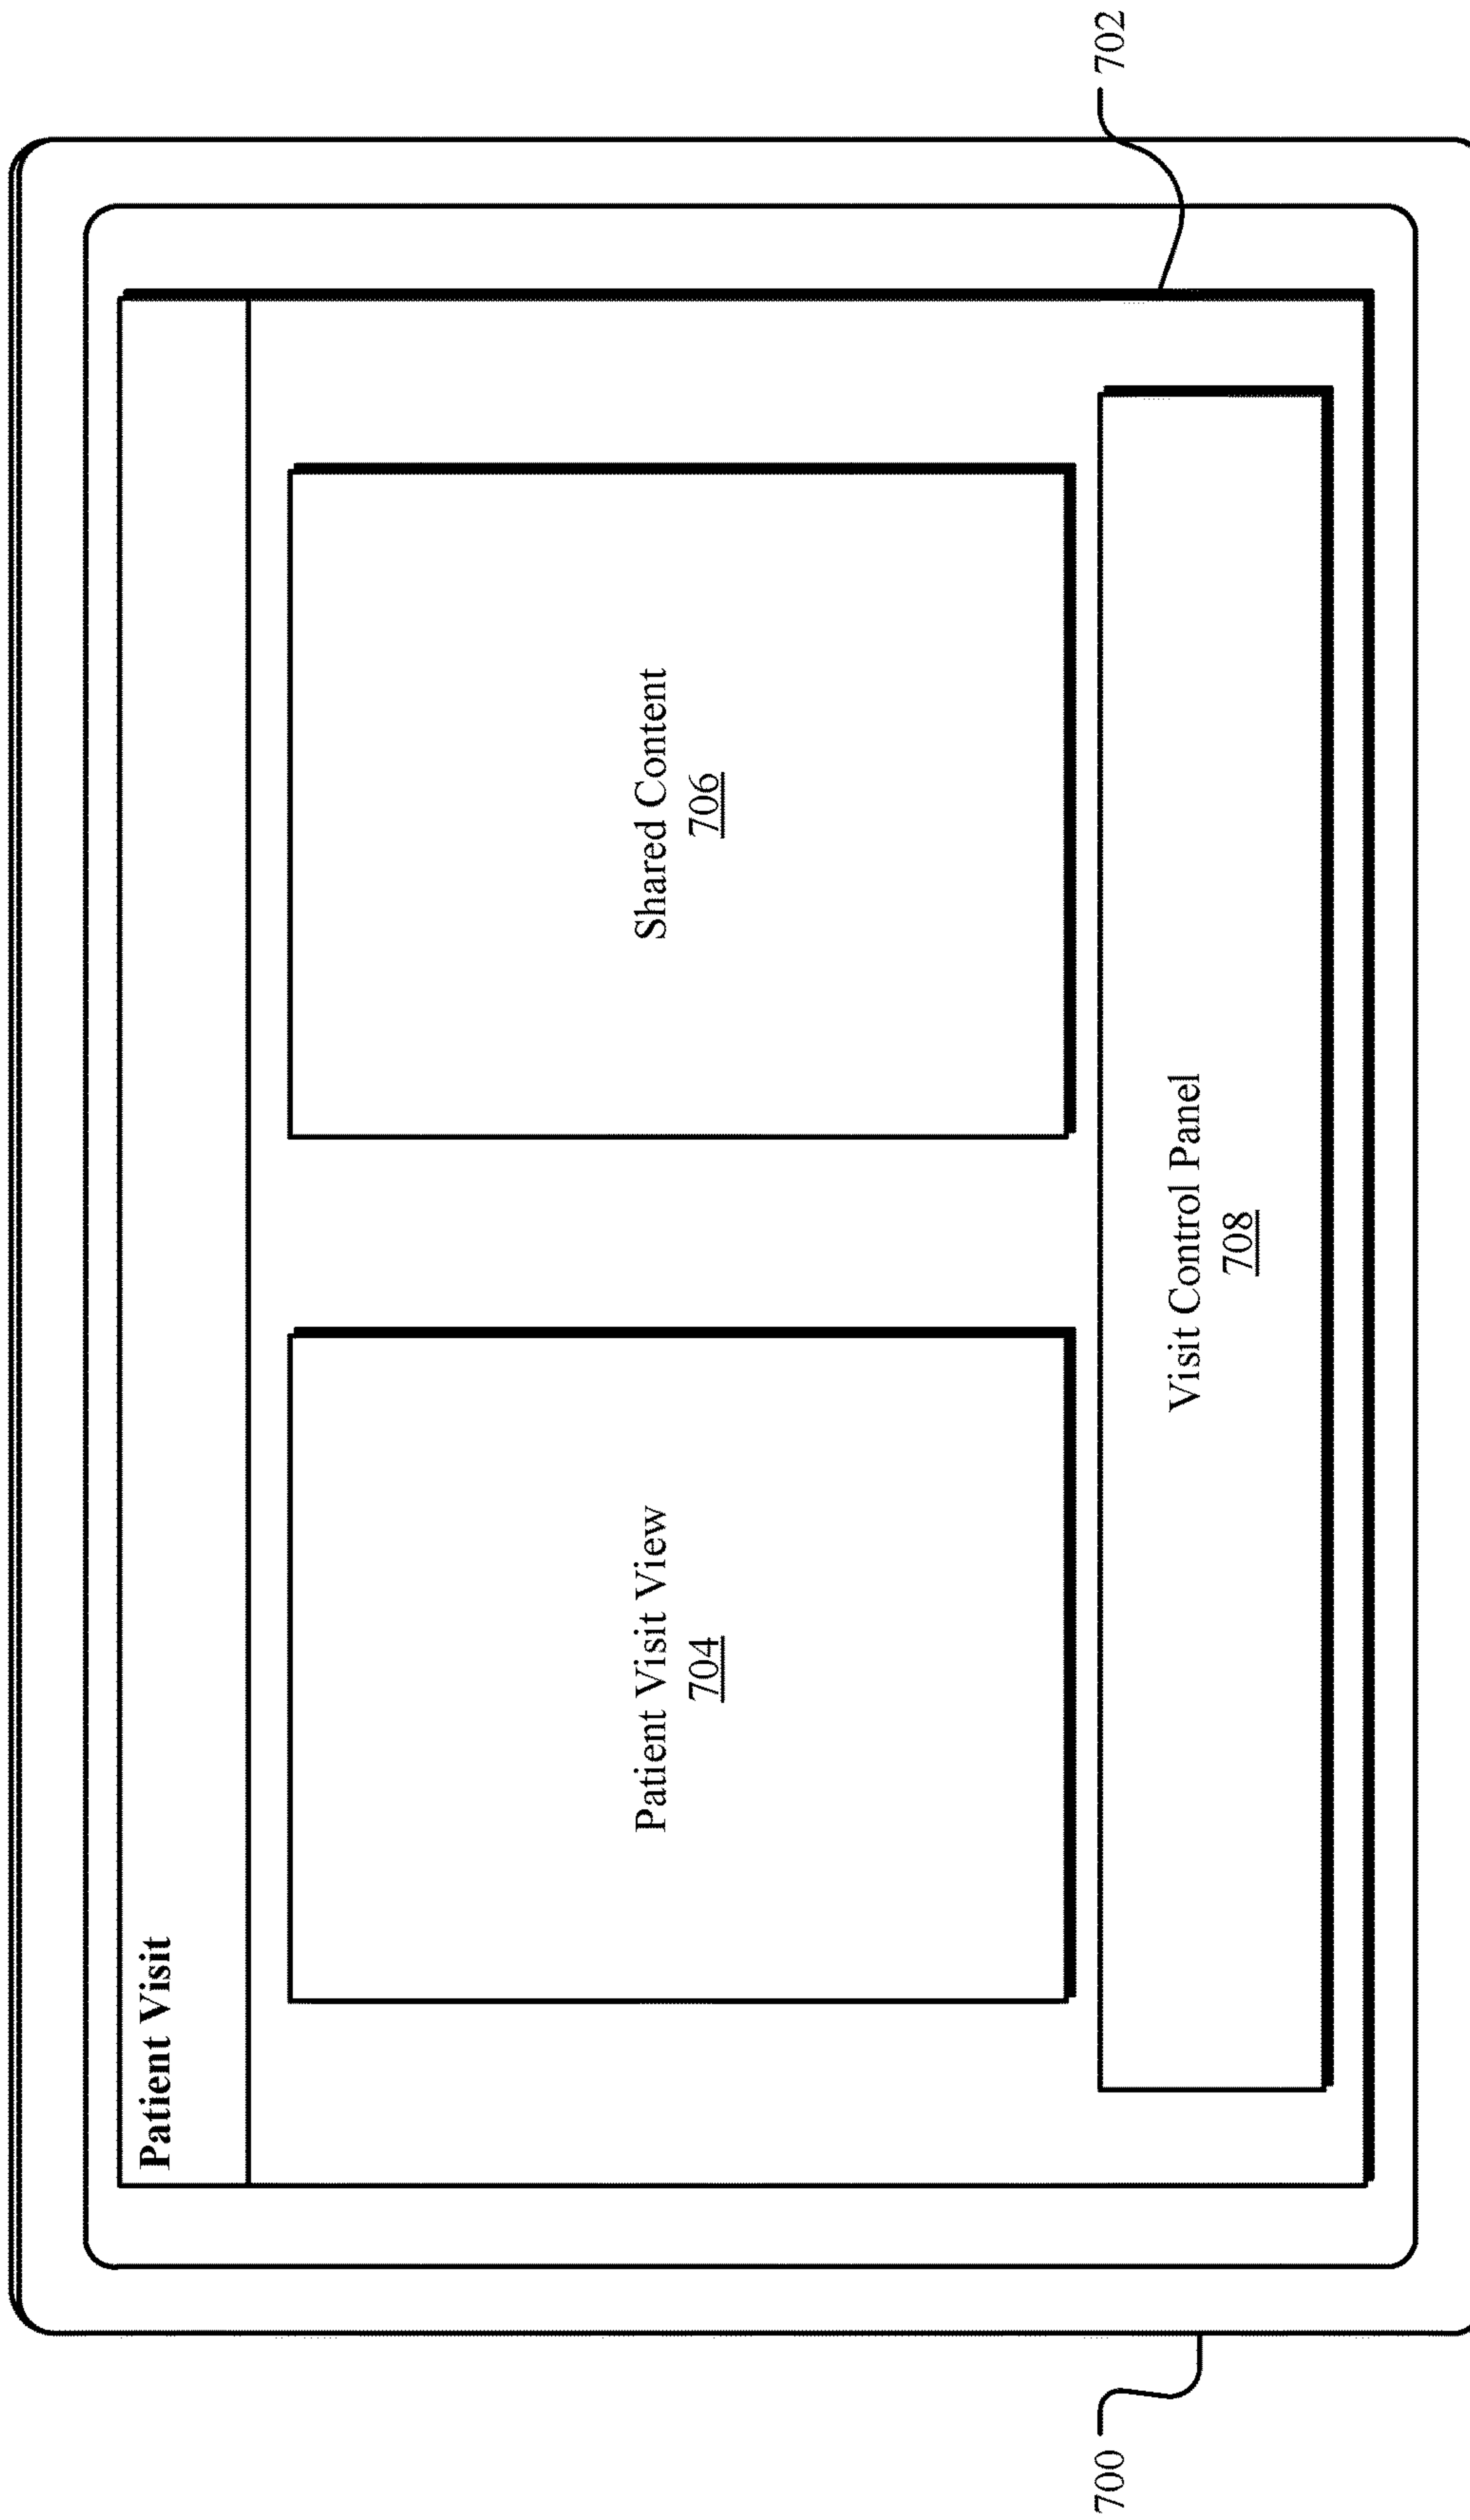 Patient Visit
Patient Visit View
704
Shared Content
706
Visit Control Panel
708
700
702